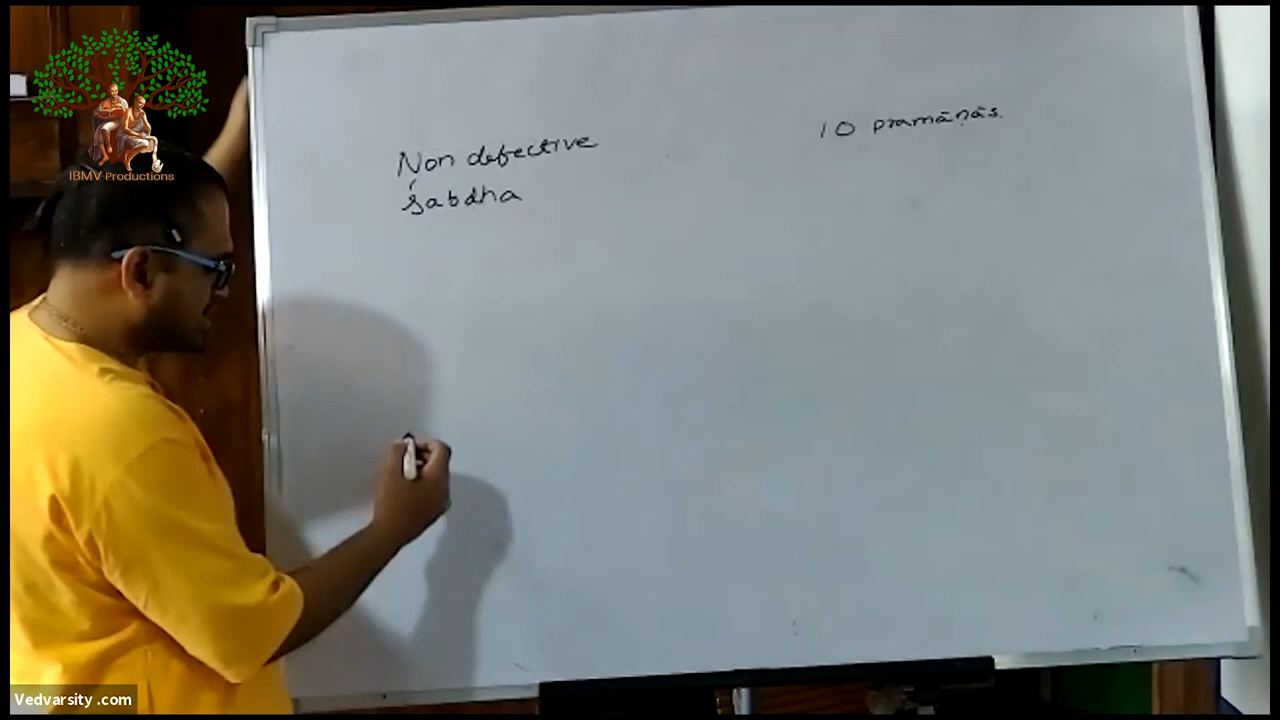 IBMV Productions
Non defective
śabdha
10 pramāṇās.
Vedvarsity .com